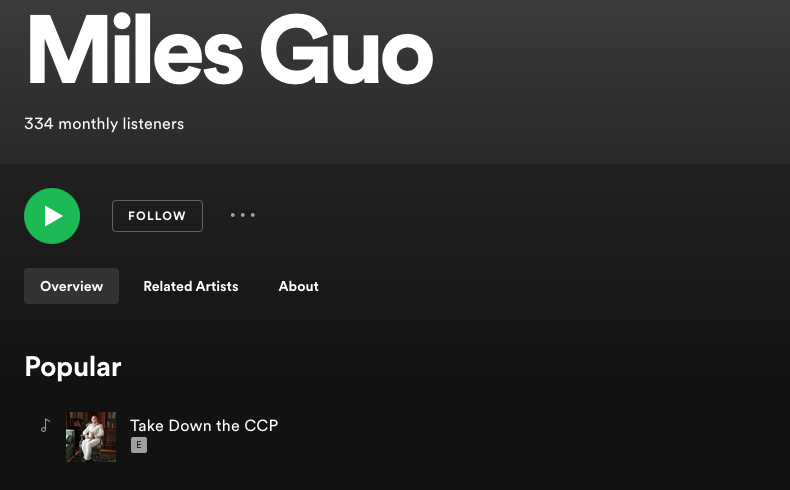 Miles Guo
334 monthly listeners
FOLLOW
Overview Related Artists About
Popular
Take Down the CCP
E